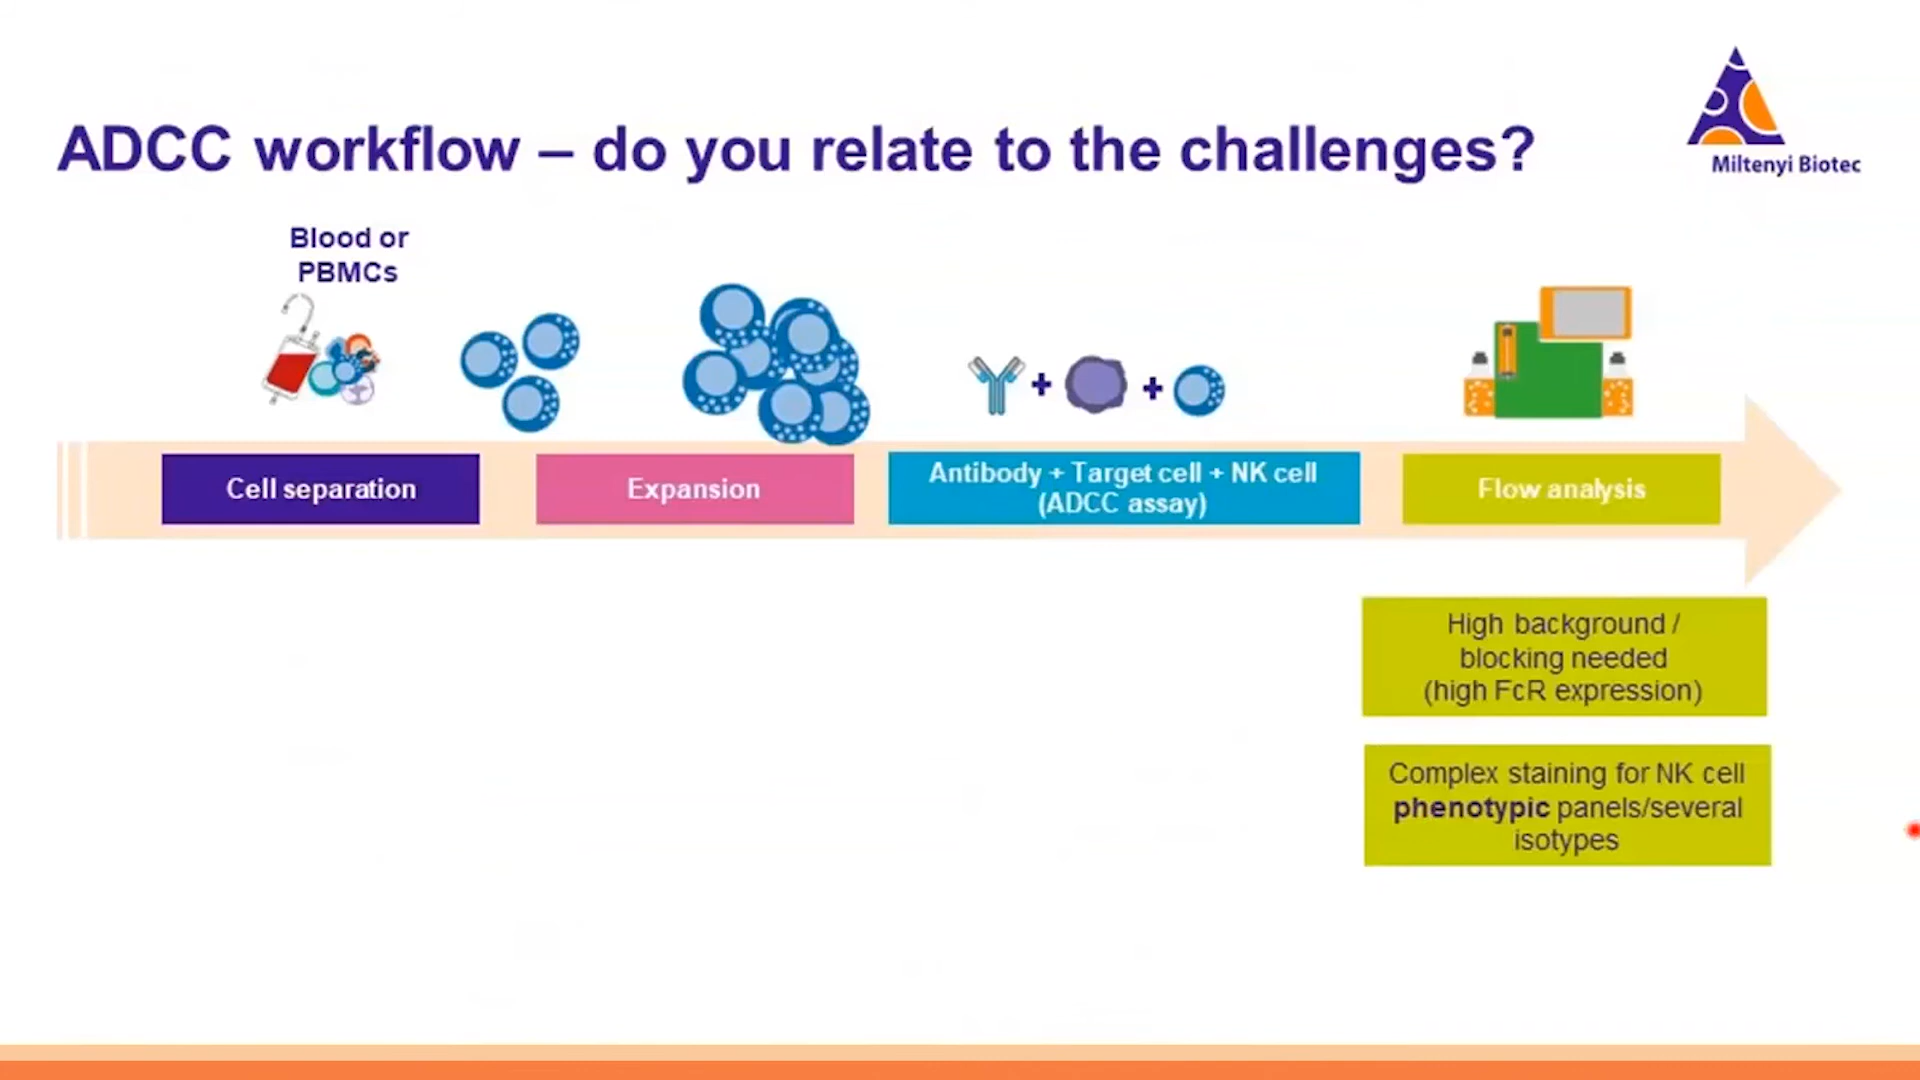 ADCC workflow – do you relate to the challenges?
Miltenyi Biotec
Blood or
PBMCs
Cell separation
Expansion
Antibody + Target cell + NK cell
(ADCC assay)
Flow analysis
High background /
blocking needed
(high FcR expression)
Complex staining for NK cell
phenotypic panels/several
isotypes